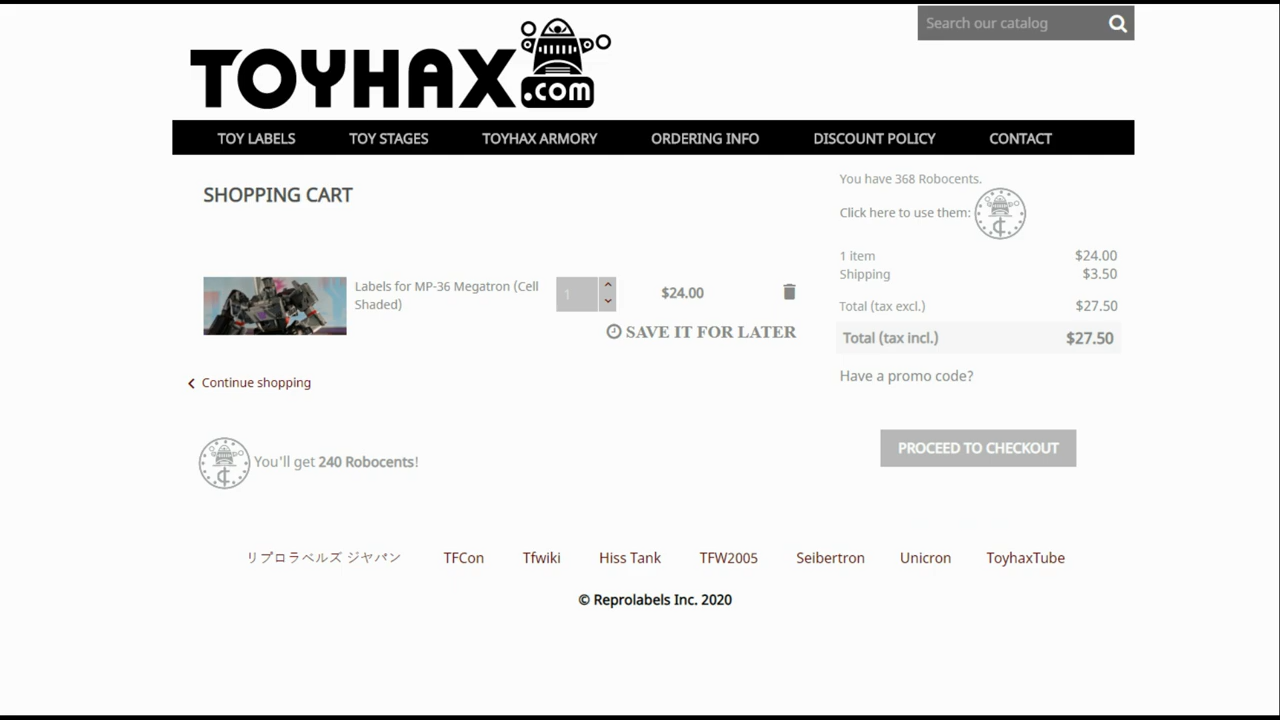 Search our catalog
TOYHAX
.com
TOY LABELS TOY STAGES TOYHAX ARMORY ORDERING INFO DISCOUNT POLICY CONTACT
SHOPPING CART
Labels for MP-36 Megatron (Cell
Shaded)
1
$24.00
SAVE IT FOR LATER
Continue shopping
You'll get 240 Robocents!
You have 368 Robocents.
Click here to use them:
1 item $24.00
Shipping $3.50
Total (tax excl.) $27.50
Total (tax incl.) $27.50
Have a promo code?
PROCEED TO CHECKOUT
リプロラベルズ ジャパン TFCon Tfwiki Hiss Tank TFW2005 Seibertron Unicron ToyhaxTube
© Reprolabels Inc. 2020